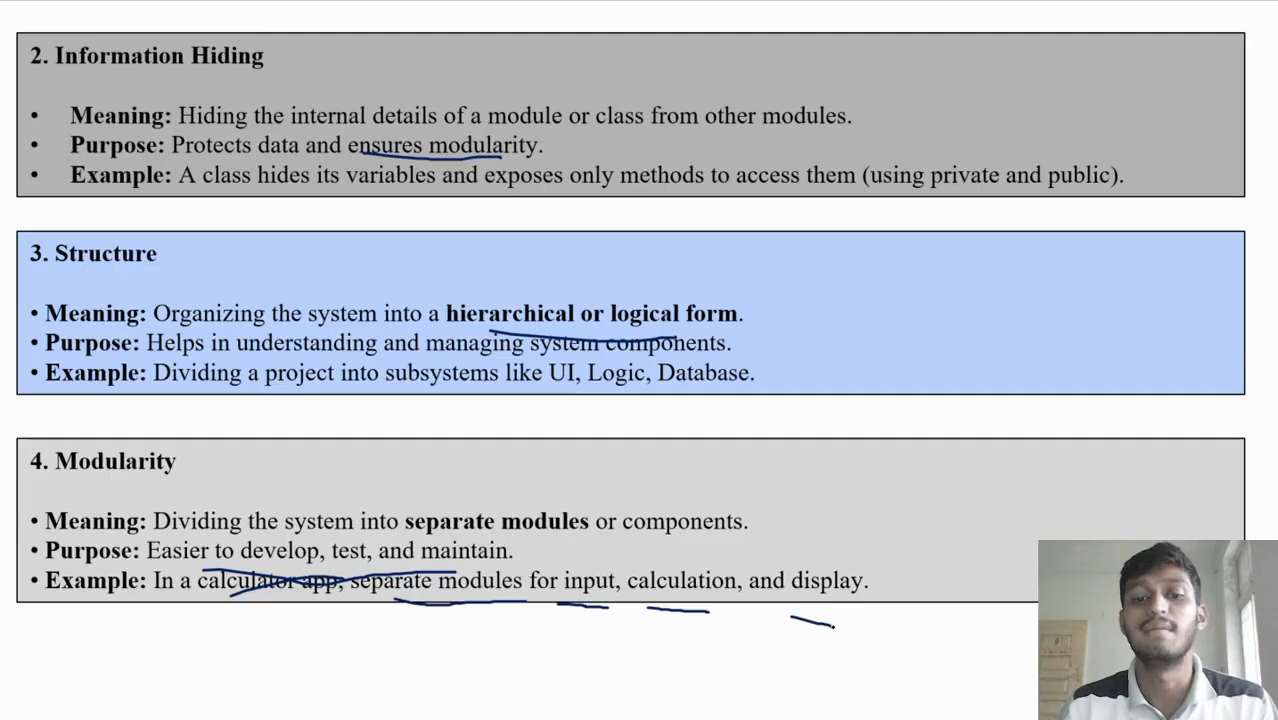 2. Information Hiding
• Meaning: Hiding the internal details of a module or class from other modules.
• Purpose: Protects data and ensures modularity.
• Example: A class hides its variables and exposes only methods to access them (using private and public).
3. Structure
• Meaning: Organizing the system into a hierarchical or logical form.
• Purpose: Helps in understanding and managing system components.
• Example: Dividing a project into subsystems like UI, Logic, Database.
4. Modularity
• Meaning: Dividing the system into separate modules or components.
• Purpose: Easier to develop, test, and maintain.
• Example: In a calculator app, separate modules for input, calculation, and display.